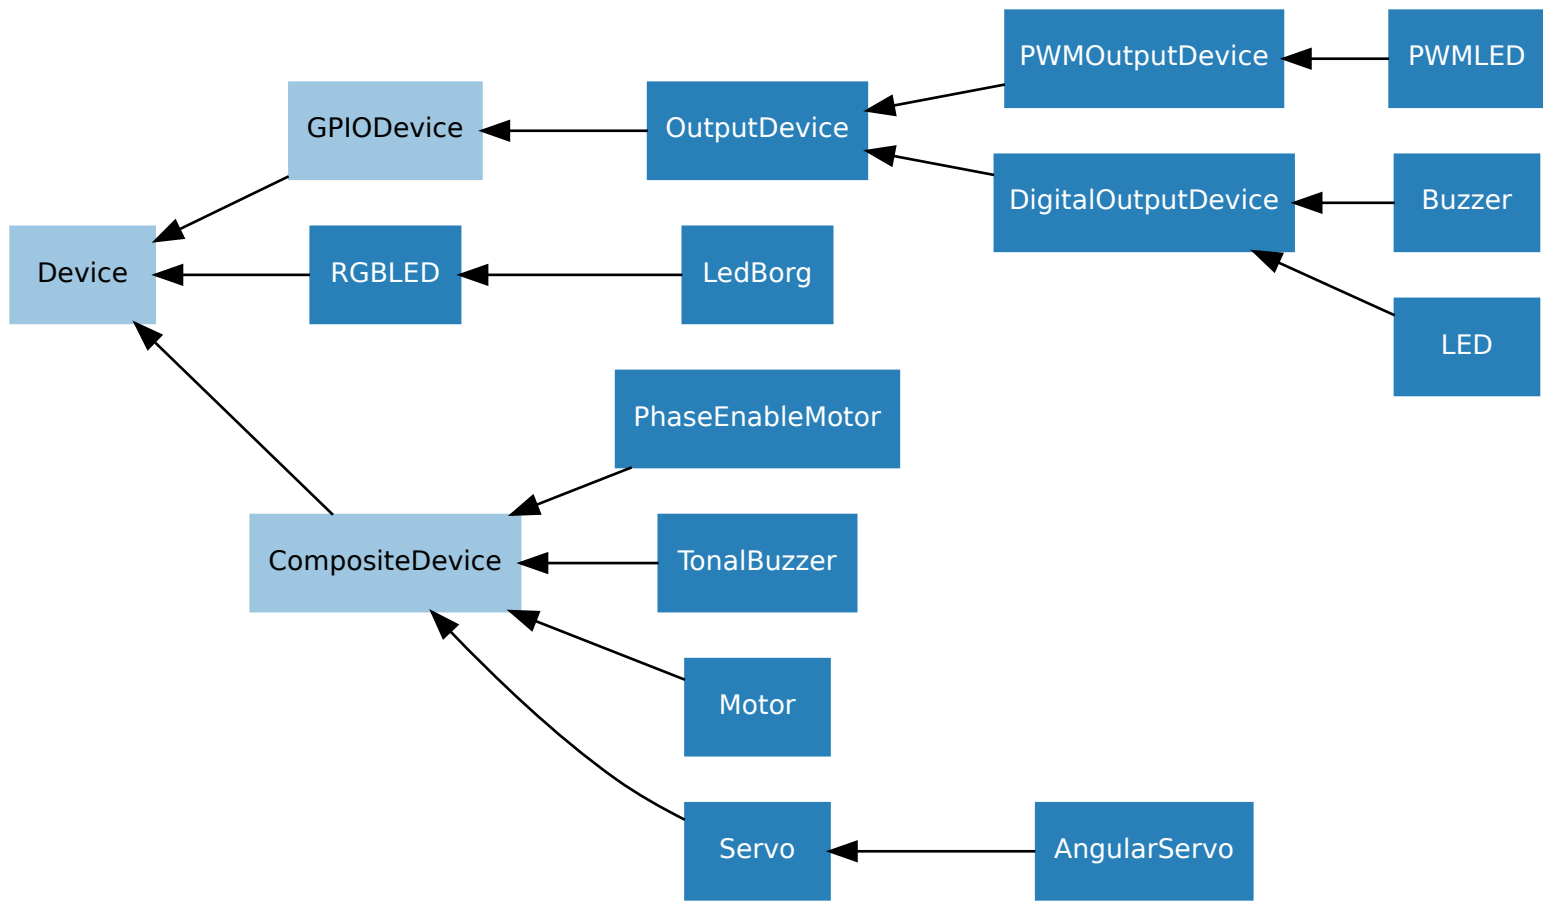 PWMOutputDevice
PWMLED
GPIODevice
OutputDevice
DigitalOutputDevice
Buzzer
Device
RGBLED
LedBorg
LED
PhaseEnableMotor
CompositeDevice
TonalBuzzer
Motor
Servo
AngularServo